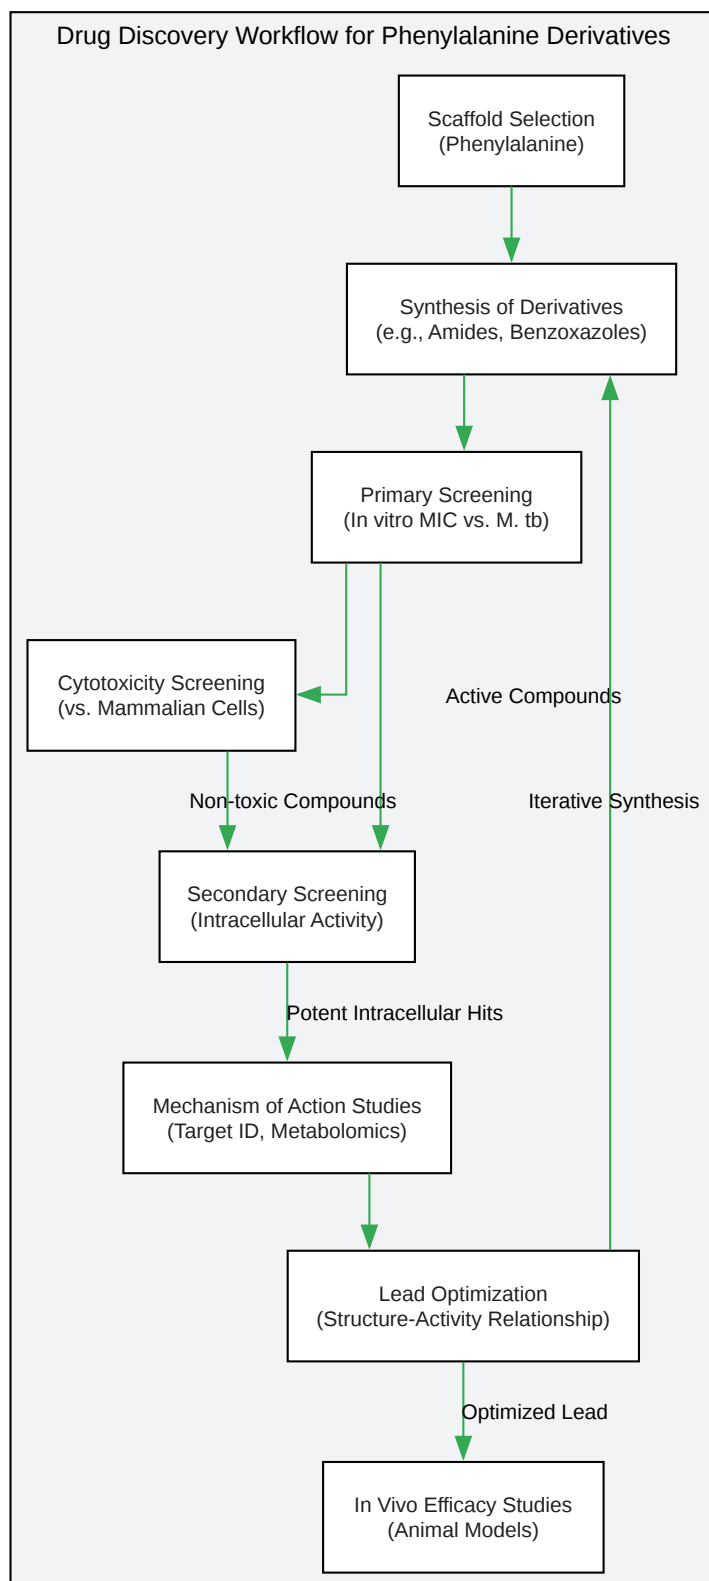 Drug Discovery Workflow for Phenylalanine Derivatives
Scaffold Selection
(Phenylalanine)
Synthesis of Derivatives
(e.g., Amides, Benzoxazoles)
Primary Screening
(In vitro MIC vs. M. tb)
Cytotoxicity Screening
(vs. Mammalian Cells)
Active Compounds
Non-toxic Compounds
Iterative Synthesis
Secondary Screening
(Intracellular Activity)
Potent Intracellular Hits
Mechanism of Action Studies
(Target ID, Metabolomics)
Lead Optimization
(Structure-Activity Relationship)
Optimized Lead
In Vivo Efficacy Studies
(Animal Models)